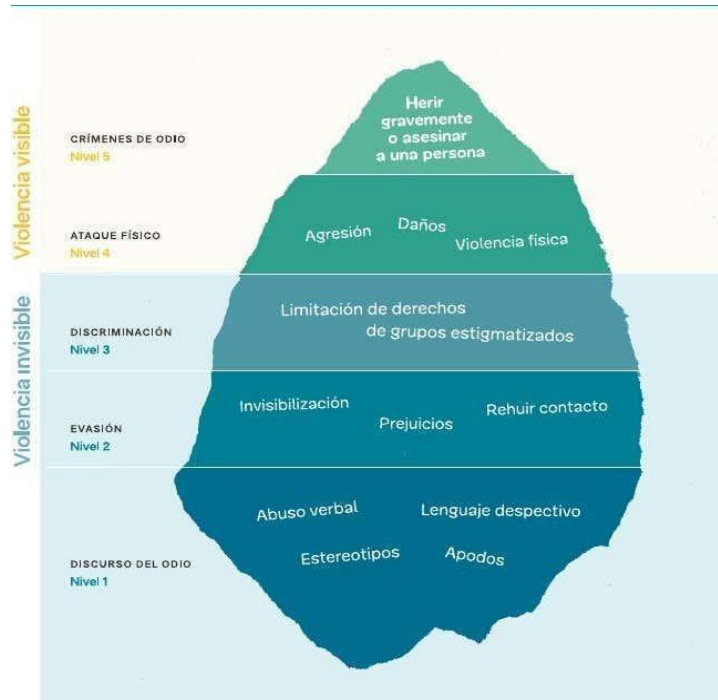 Violencia visible
Violencia invisible
CRÍMENES DE ODIO
Nivel 5
Herir
gravemente
o asesinar
a una persona
ATAQUE FÍSICO
Nivel 4
Agresión
Daños
Violencia física
DISCRIMINACIÓN
Nivel 3
Limitación de derechos
de grupos estigmatizados
EVASIÓN
Nivel 2
Invisibilización
Prejuicios
Rehuir contacto
DISCURSO DEL ODIO
Nivel 1
Abuso verbal
Lenguaje despectivo
Estereotipos
Apodos